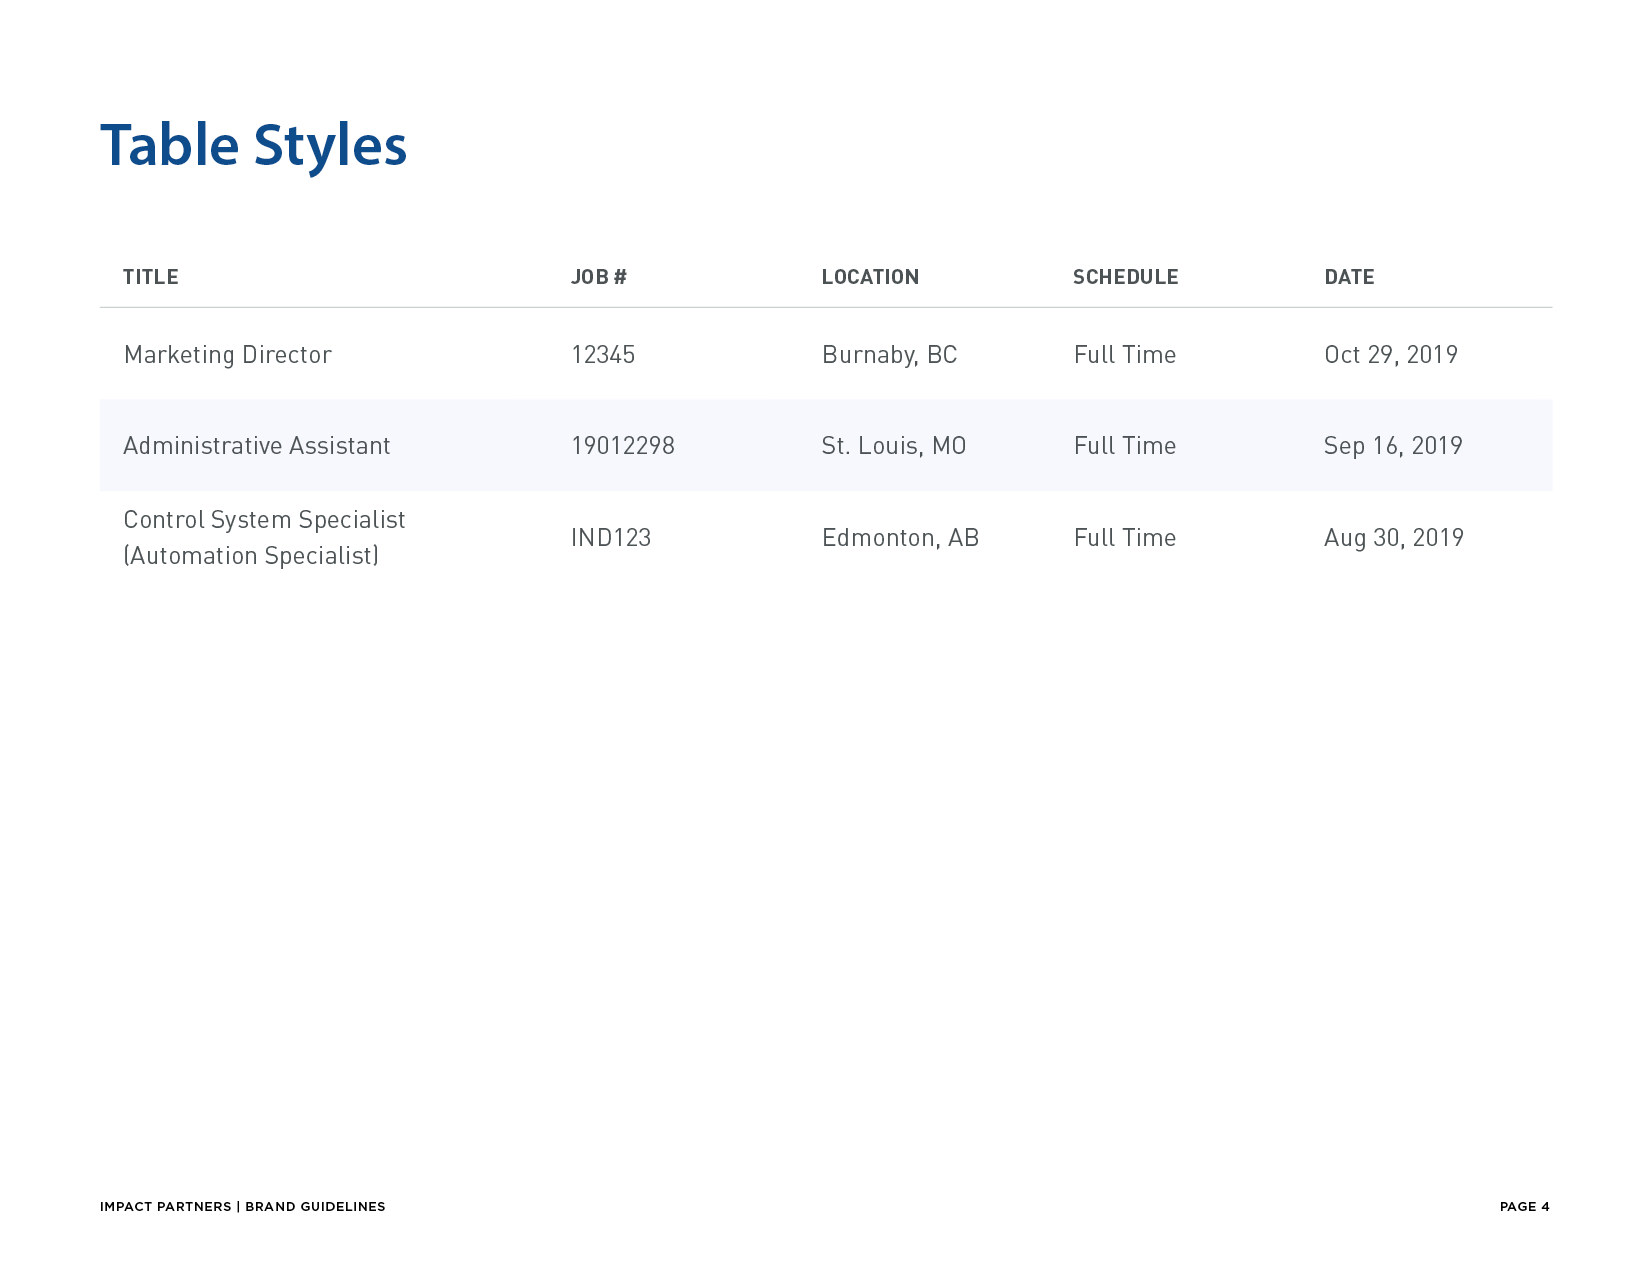 Table Styles
TITLE JOB # LOCATION SCHEDULE DATE
Marketing Director 12345 Burnaby, BC Full Time Oct 29, 2019
Administrative Assistant 19012298 St. Louis, MO Full Time Sep 16, 2019
Control System Specialist
(Automation Specialist) IND123 Edmonton, AB Full Time Aug 30, 2019
IMPACT PARTNERS | BRAND GUIDELINES PAGE 4